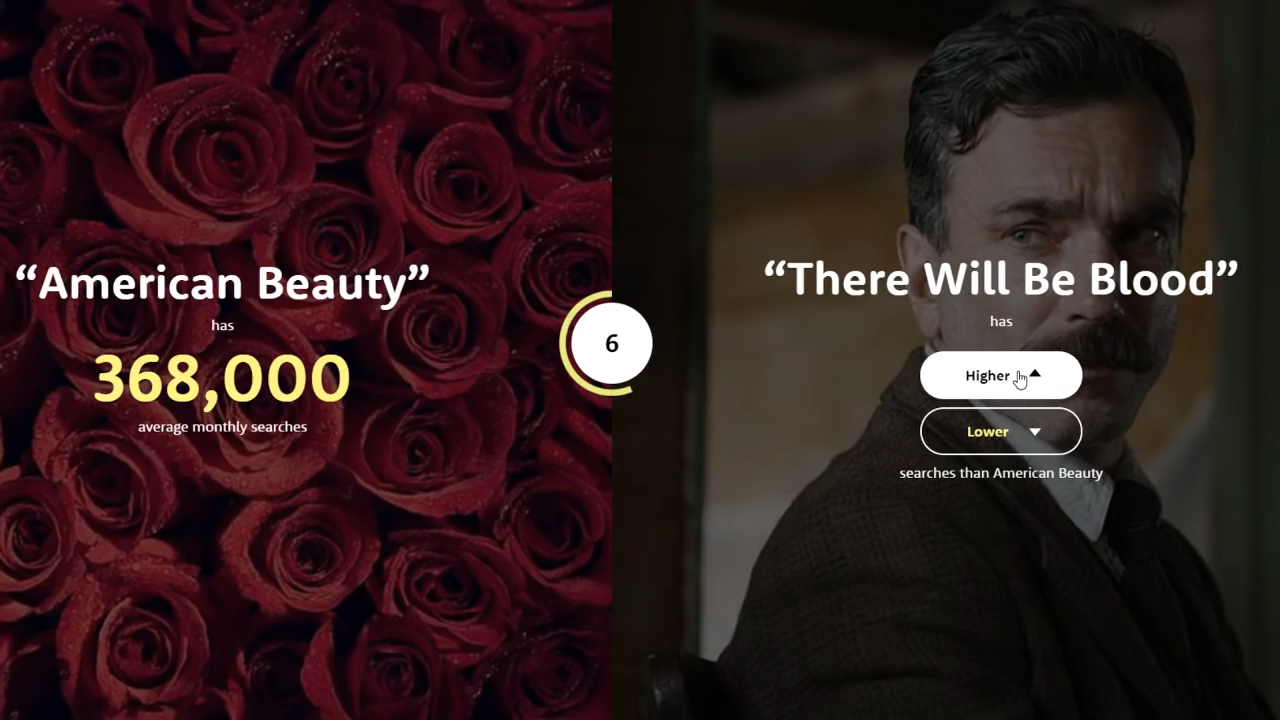 “American Beauty”
has
368,000
average monthly searches
6
“There Will Be Blood”
has
Higher
Lower
searches than American Beauty